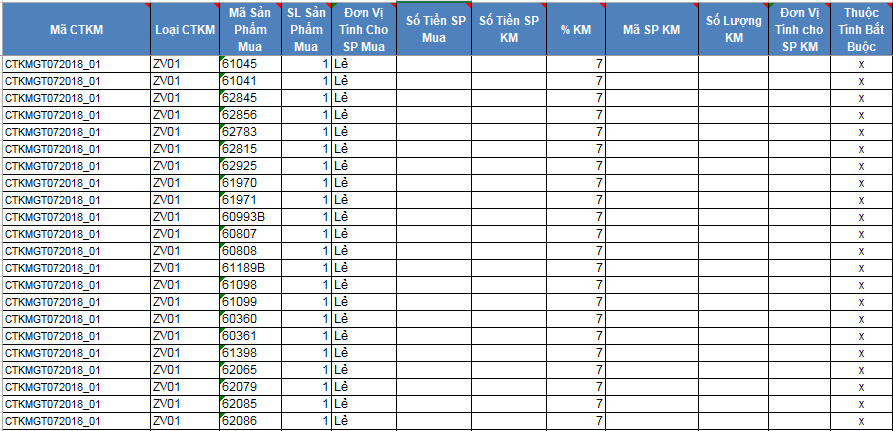 Mã CTKM Loại CTKM Mã Sản Phẩm Mua SL Sản Phẩm Mua Đơn Vị Tính Cho SP Mua Số Tiền SP Mua Số Tiền SP KM % KM Mã SP KM Số Lượng KM Đơn Vị Tính cho SP KM Thuộc Tính Bắt Buộc
CTKMGT072018_01 ZV01 61045 1 Lẻ 7 x
CTKMGT072018_01 ZV01 61041 1 Lẻ 7 x
CTKMGT072018_01 ZV01 62845 1 Lẻ 7 x
CTKMGT072018_01 ZV01 62856 1 Lẻ 7 x
CTKMGT072018_01 ZV01 62783 1 Lẻ 7 x
CTKMGT072018_01 ZV01 62815 1 Lẻ 7 x
CTKMGT072018_01 ZV01 62925 1 Lẻ 7 x
CTKMGT072018_01 ZV01 61970 1 Lẻ 7 x
CTKMGT072018_01 ZV01 61971 1 Lẻ 7 x
CTKMGT072018_01 ZV01 60993B 1 Lẻ 7 x
CTKMGT072018_01 ZV01 60807 1 Lẻ 7 x
CTKMGT072018_01 ZV01 60808 1 Lẻ 7 x
CTKMGT072018_01 ZV01 61189B 1 Lẻ 7 x
CTKMGT072018_01 ZV01 61098 1 Lẻ 7 x
CTKMGT072018_01 ZV01 61099 1 Lẻ 7 x
CTKMGT072018_01 ZV01 60360 1 Lẻ 7 x
CTKMGT072018_01 ZV01 60361 1 Lẻ 7 x
CTKMGT072018_01 ZV01 61398 1 Lẻ 7 x
CTKMGT072018_01 ZV01 62065 1 Lẻ 7 x
CTKMGT072018_01 ZV01 62079 1 Lẻ 7 x
CTKMGT072018_01 ZV01 62085 1 Lẻ 7 x
CTKMGT072018_01 ZV01 62086 1 Lẻ 7 x